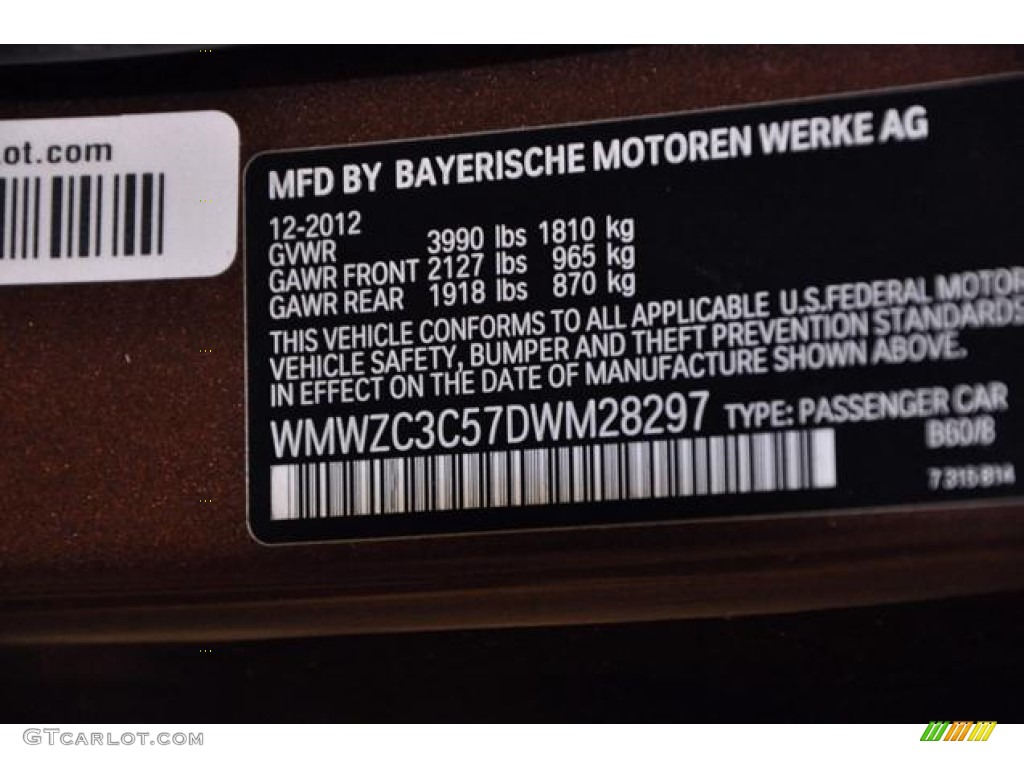 ot.com
MFD BY BAYERISCHE MOTOREN WERKE AG
12-2012
GVWR 3990 lbs 1810 kg
GAWR FRONT 2127 lbs 965 kg
GAWR REAR 1918 lbs 870 kg
THIS VEHICLE CONFORMS TO ALL APPLICABLE U.S.FEDERAL MOTOR
VEHICLE SAFETY, BUMPER AND THEFT PREVENTION STANDARDS
IN EFFECT ON THE DATE OF MANUFACTURE SHOWN ABOVE.
WMWZC3C57DWM28297 TYPE: PASSENGER CAR
B60/8
7 316 814
GTCARLOT.COM